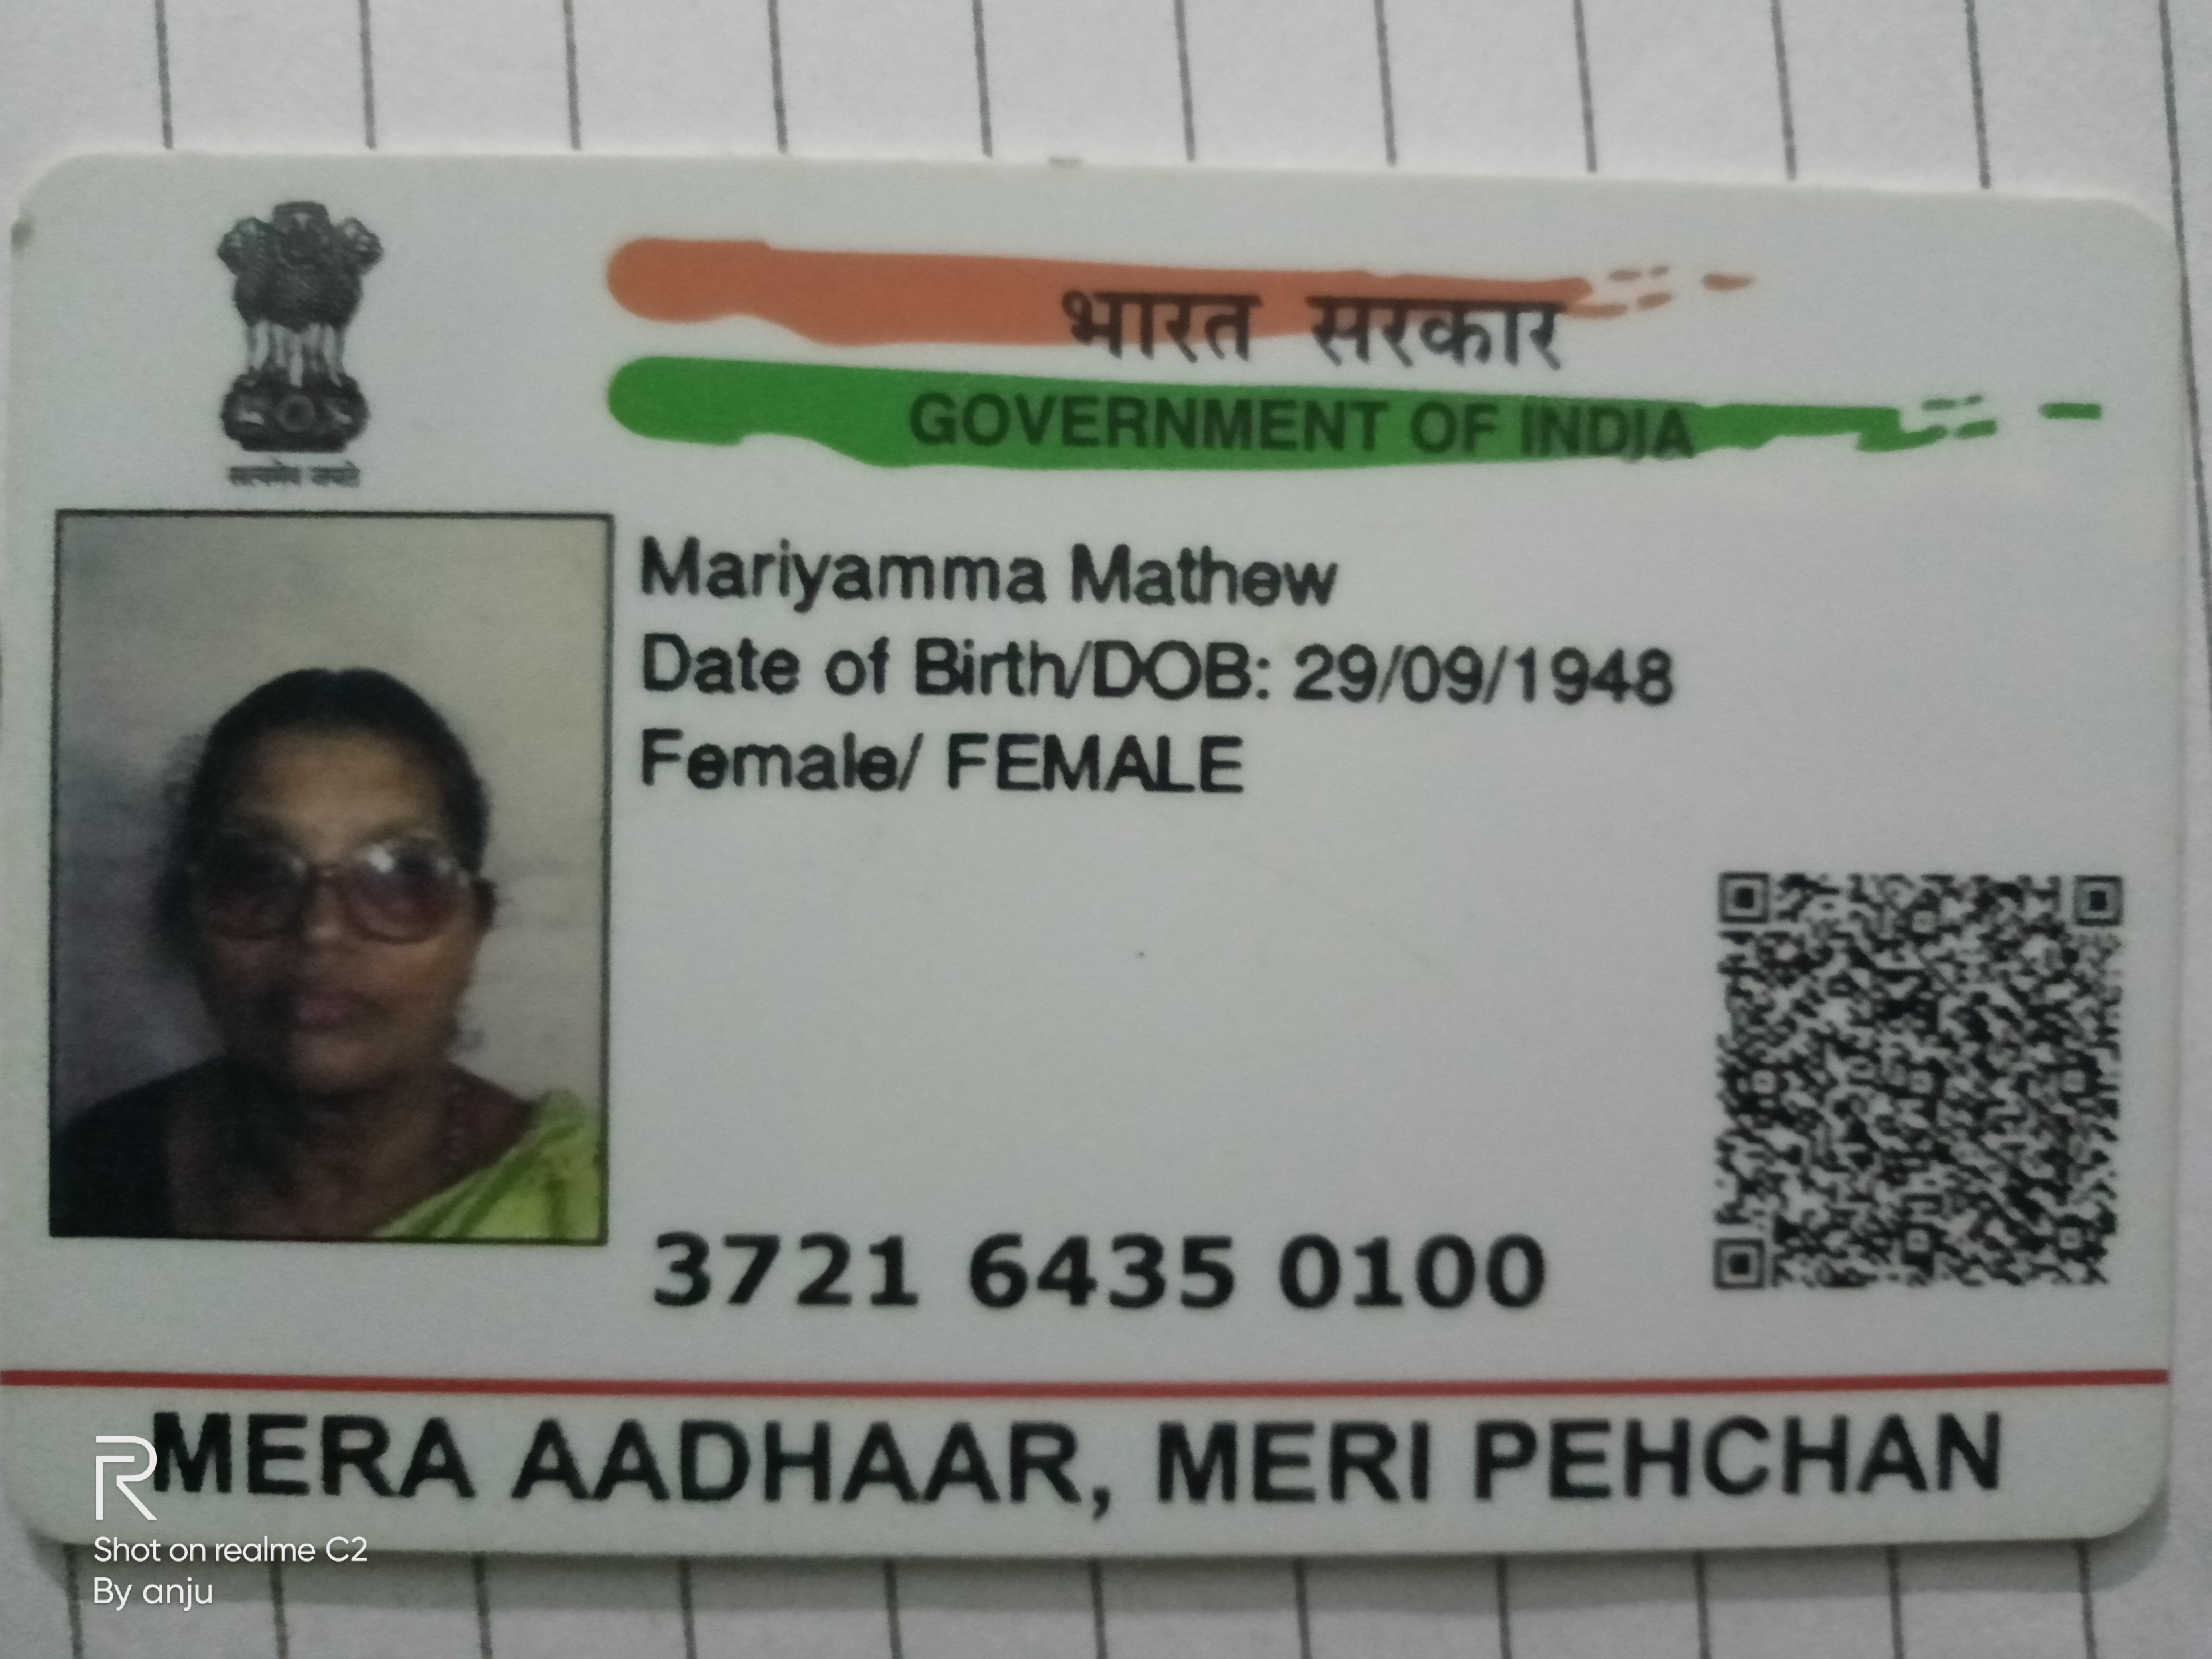 भारत सरकार
GOVERNMENT OF INDIA
सत्यमेव जयते
Mariyamma Mathew
Date of Birth/DOB: 29/09/1948
Female/ FEMALE
3721 6435 0100
MERA AADHAAR, MERI PEHCHAN
Shot on realme C2
By anju